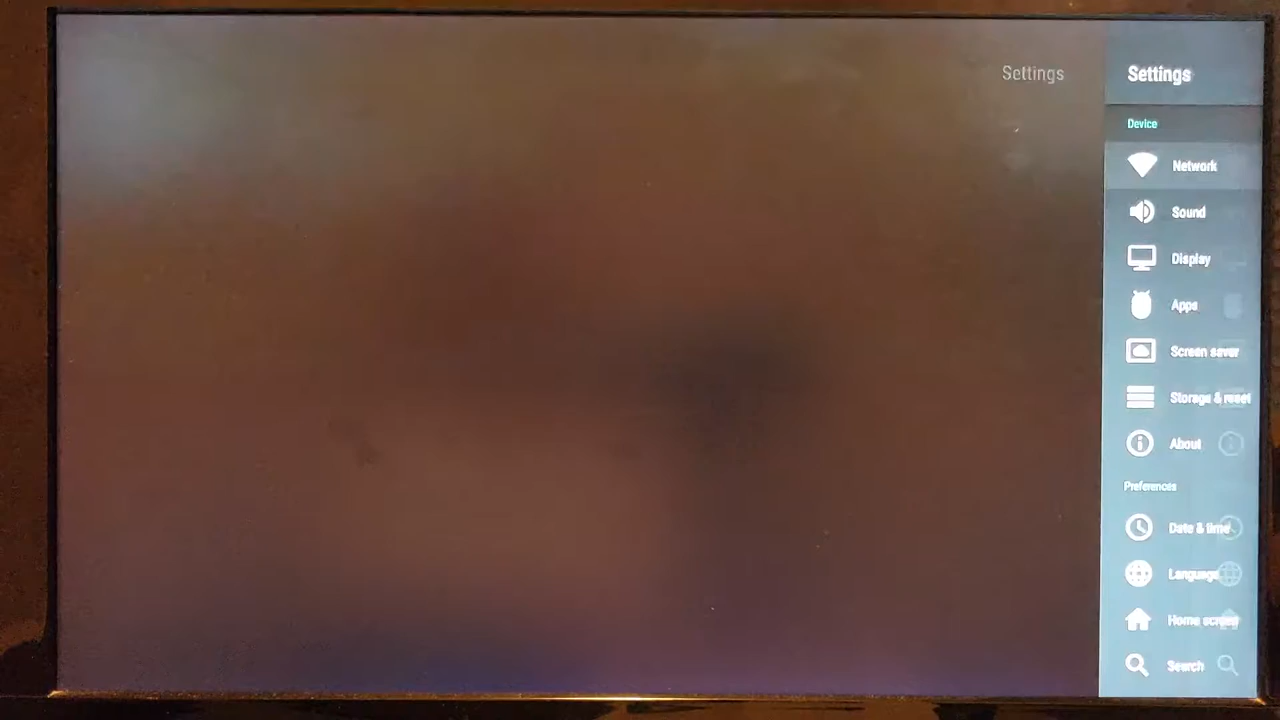 Settings
Settings
Device
Network
Sound
Display
Apps
Screen saver
Storage & reset
About
Preferences
Date & time
Language
Home screen
Search